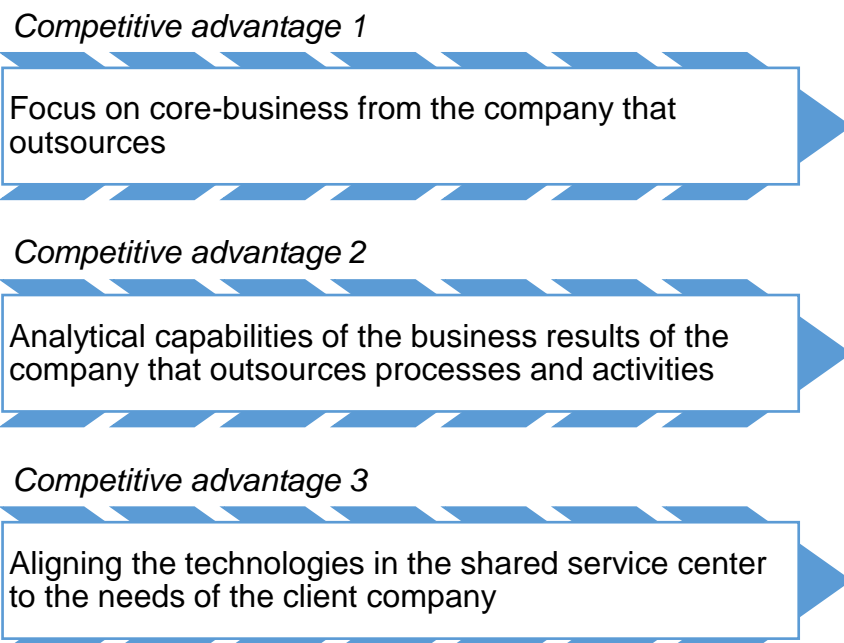 Competitive advantage 1
Focus on core-business from the company that
outsources
Competitive advantage 2
Analytical capabilities of the business results of the
company that outsources processes and activities
Competitive advantage 3
Aligning the technologies in the shared service center
to the needs of the client company